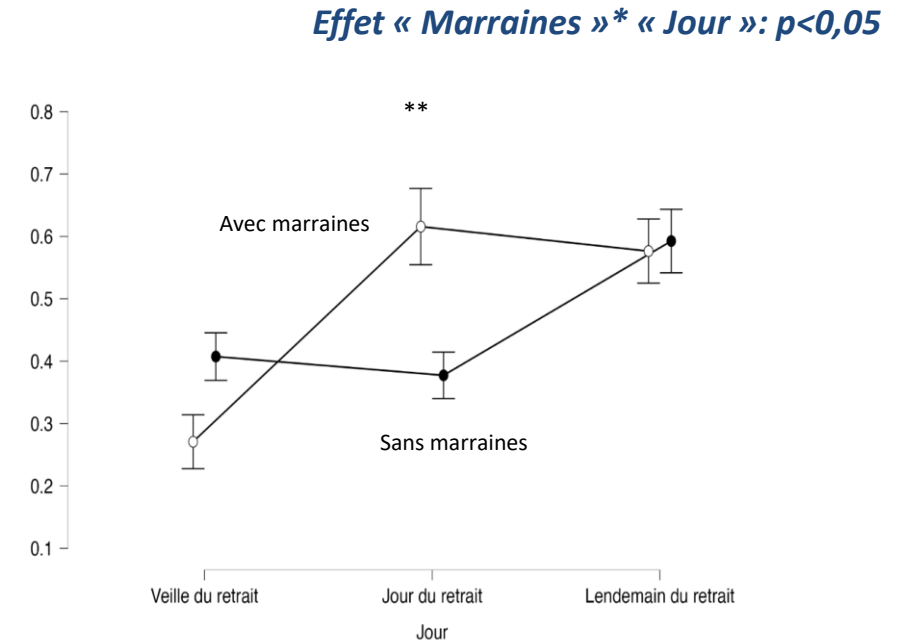 Effet « Marraines »* « Jour »: p<0,05
**
0.8
0.7
Avec marraines
0.6
0.5
0.4
0.3
Sans marraines
0.2
0.1
Veille du retrait
Jour du retrait
Lendemain du retrait
Jour